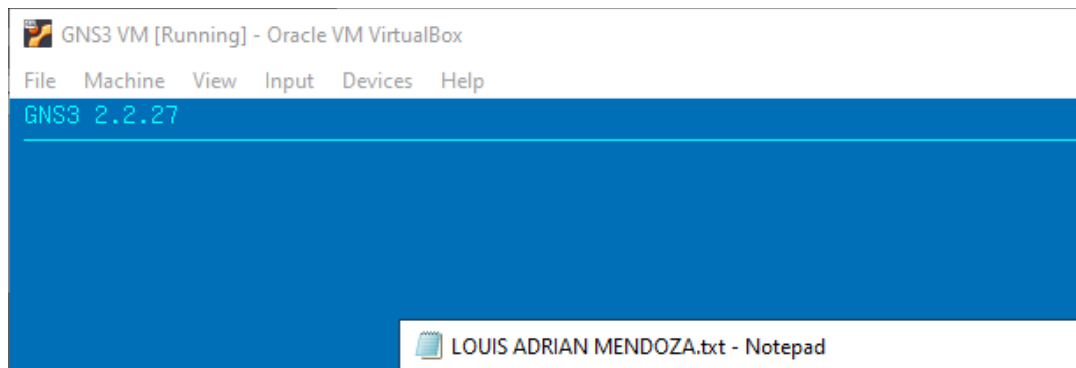 GNS3 VM [Running] - Oracle VM VirtualBox
File Machine View Input Devices Help
GNS3 2.2.27
LOUIS ADRIAN MENDOZA.txt - Notepad